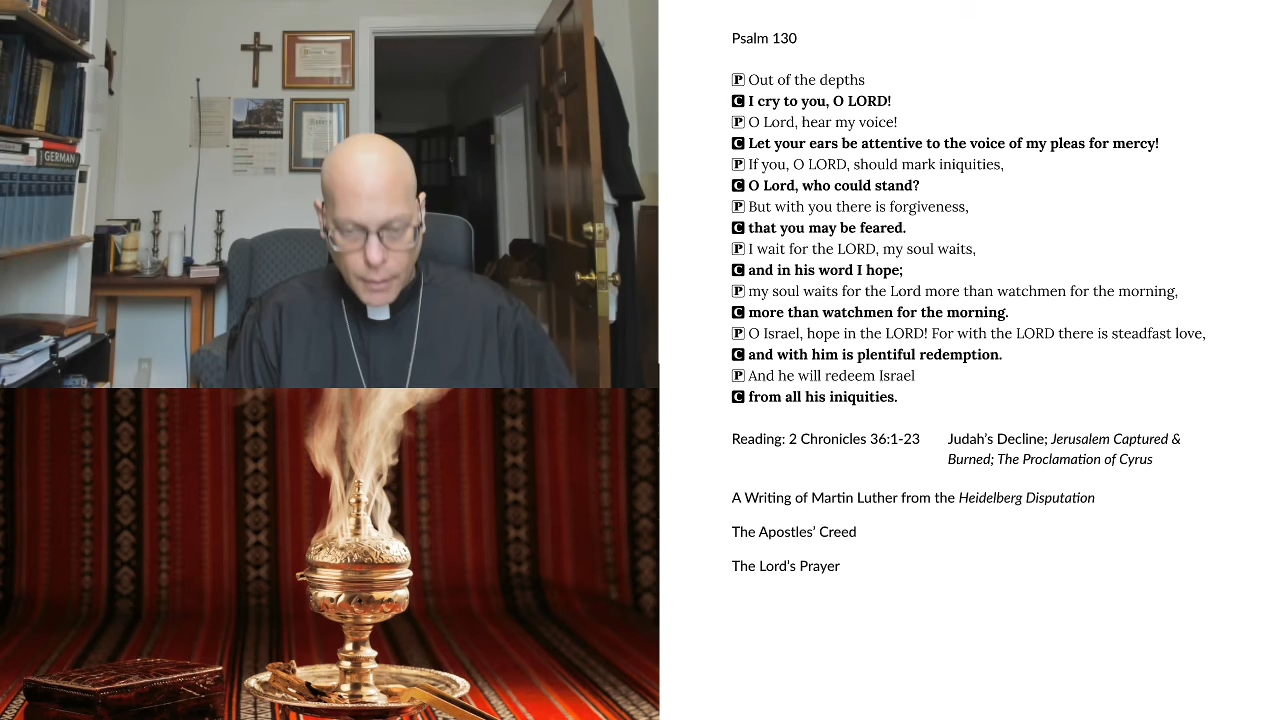 GERMAN
SEPTEMBER
Psalm 130
P Out of the depths
C I cry to you, O LORD!
P O Lord, hear my voice!
C Let your ears be attentive to the voice of my pleas for mercy!
P If you, O LORD, should mark iniquities,
C O Lord, who could stand?
P But with you there is forgiveness,
C that you may be feared.
P I wait for the LORD, my soul waits,
C and in his word I hope;
P my soul waits for the Lord more than watchmen for the morning,
C more than watchmen for the morning.
P O Israel, hope in the LORD! For with the LORD there is steadfast love,
C and with him is plentiful redemption.
P And he will redeem Israel
C from all his iniquities.
Reading: 2 Chronicles 36:1-23 Judah's Decline; Jerusalem Captured &
Burned; The Proclamation of Cyrus
A Writing of Martin Luther from the Heidelberg Disputation
The Apostles' Creed
The Lord's Prayer